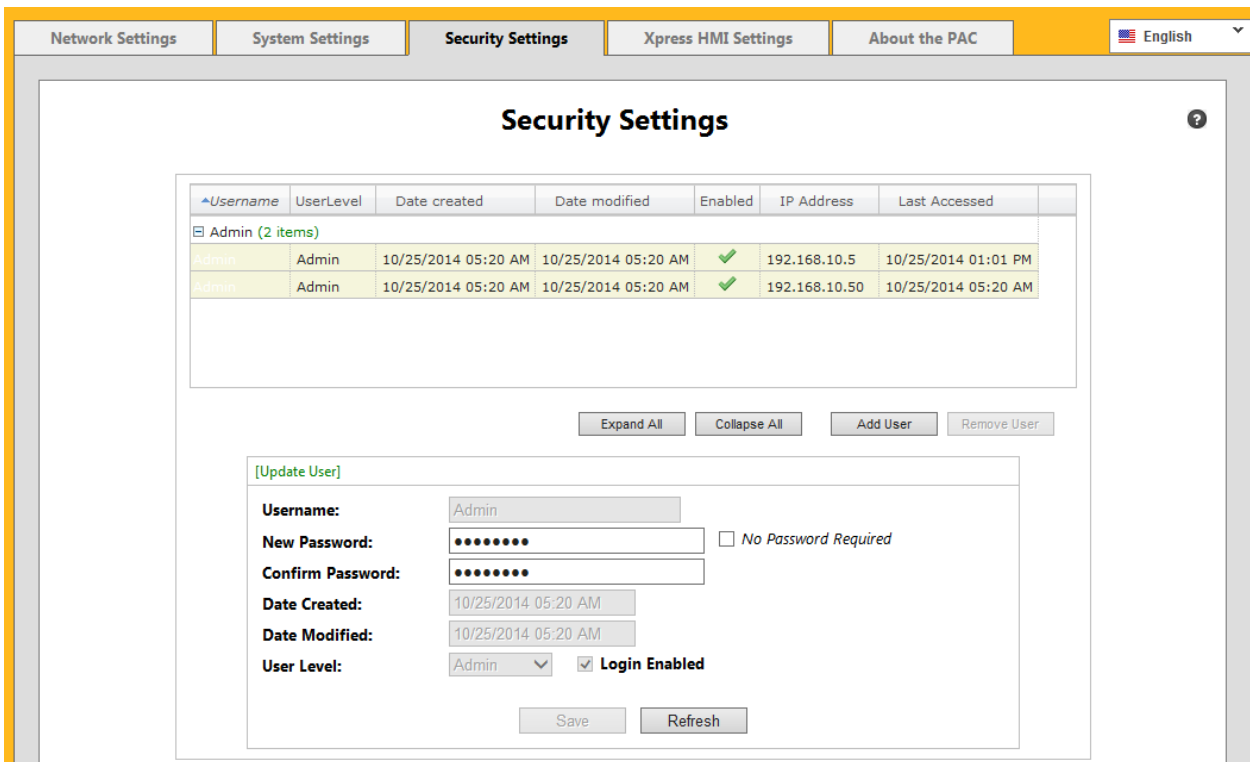 Network Settings System Settings Security Settings Xpress HMI Settings About the PAC English
Security Settings
Username UserLevel Date created Date modified Enabled IP Address Last Accessed
Admin (2 items)
Admin Admin 10/25/2014 05:20 AM 10/25/2014 05:20 AM 192.168.10.5 10/25/2014 01:01 PM
Admin Admin 10/25/2014 05:20 AM 10/25/2014 05:20 AM 192.168.10.50 10/25/2014 05:20 AM
Expand All Collapse All Add User Remove User
[Update User]
Username: Admin
New Password: •••••••• No Password Required
Confirm Password: ••••••••
Date Created: 10/25/2014 05:20 AM
Date Modified: 10/25/2014 05:20 AM
User Level: Admin Login Enabled
Save Refresh